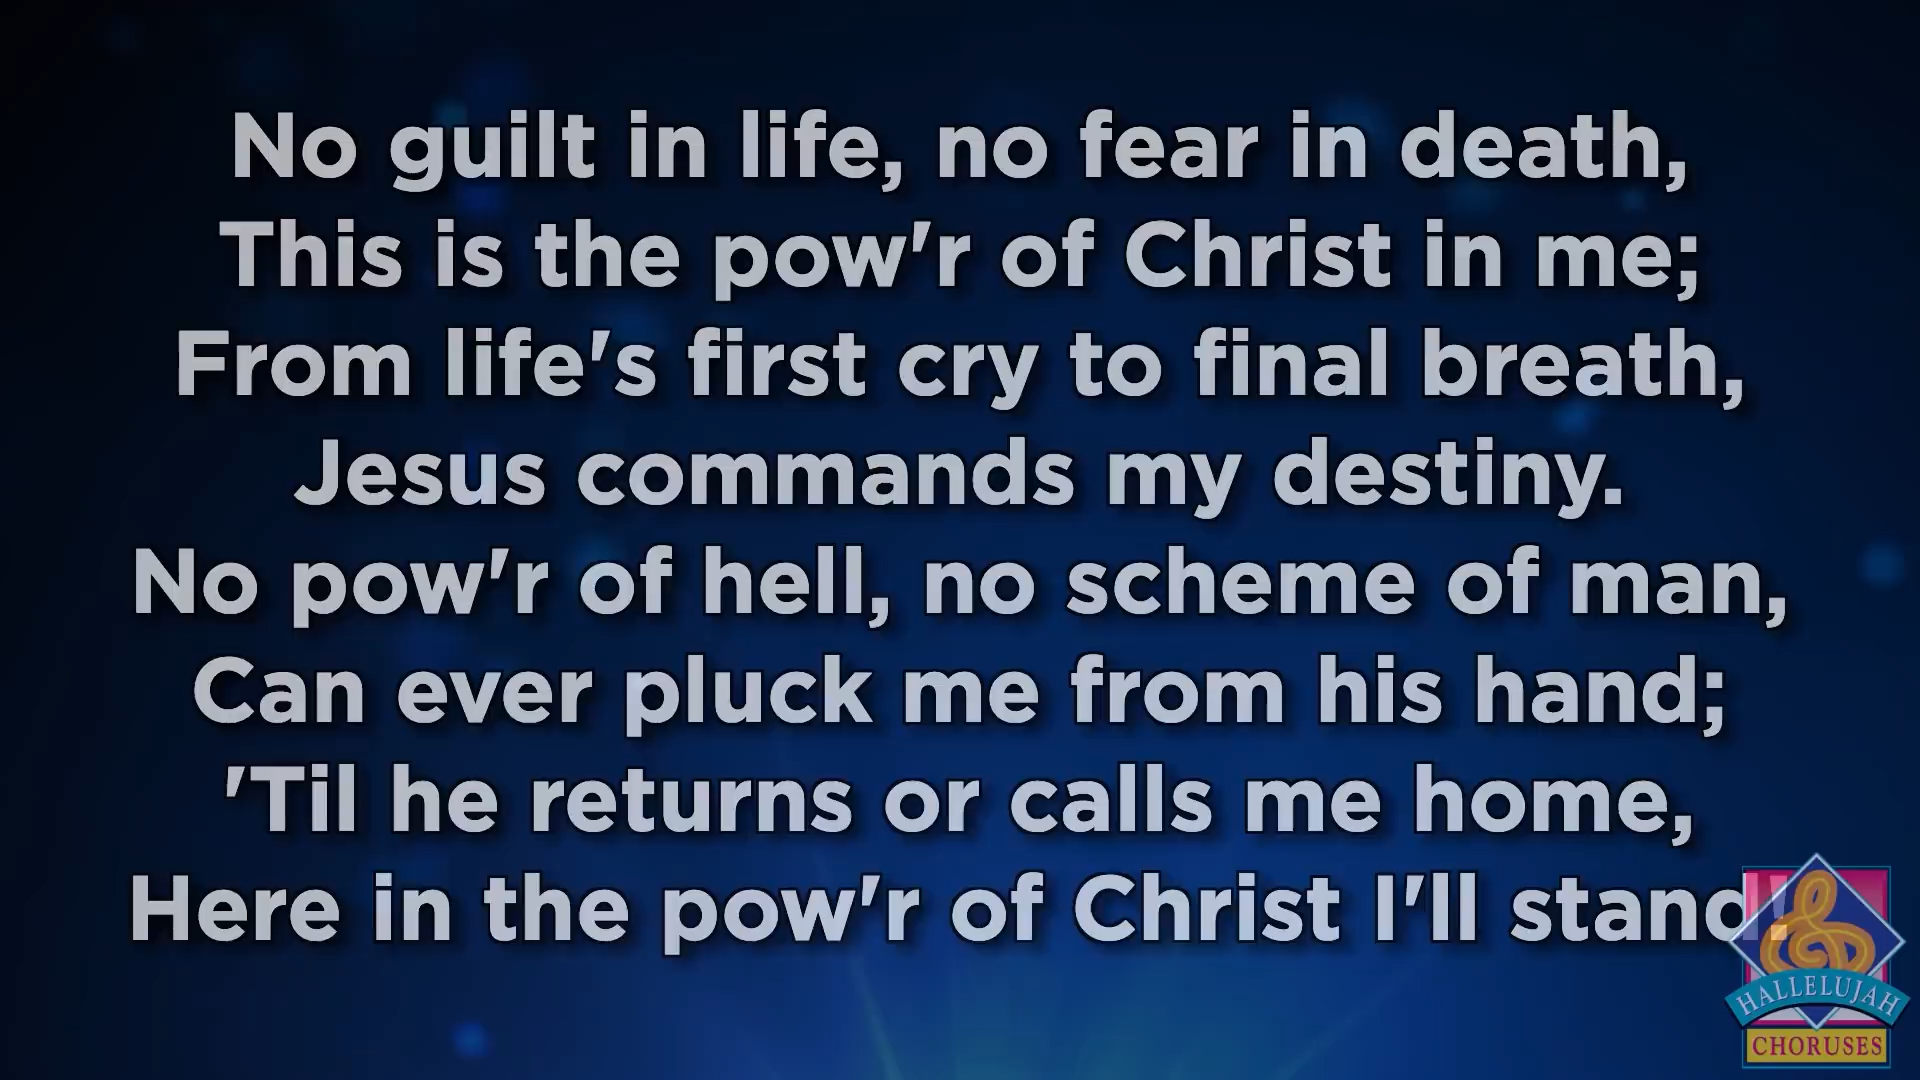 No guilt in life, no fear in death,
This is the pow'r of Christ in me;
From life's first cry to final breath,
Jesus commands my destiny.
No pow'r of hell, no scheme of man,
Can ever pluck me from his hand;
'Til he returns or calls me home,
Here in the pow'r of Christ I'll stand!
HALLELUJAH
CHORUSES